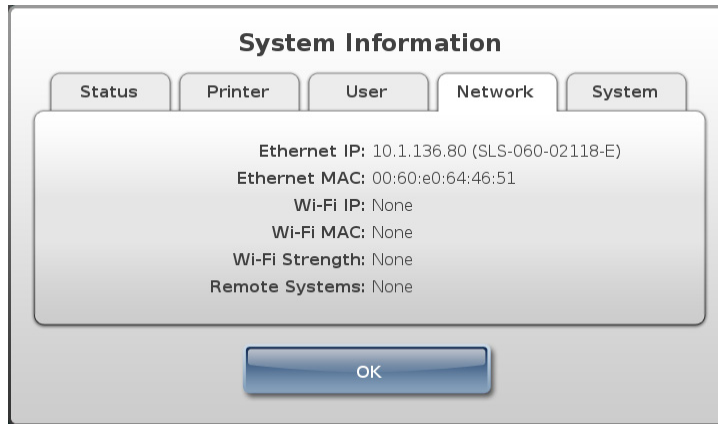 System Information
Status Printer User Network System
Ethernet IP: 10.1.136.80 (SLS-060-02118-E)
Ethernet MAC: 00:60:e0:64:46:51
Wi-Fi IP: None
Wi-Fi MAC: None
Wi-Fi Strength: None
Remote Systems: None
OK